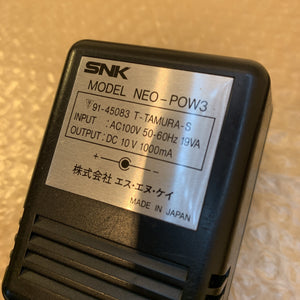 SNK
MODEL NEO-POW3
91-45083 T-TAMURA-S
INPUT : AC100V 50-60Hz 19VA
OUTPUT : DC 10V 1000mA
株式会社 エス・エヌ・ケイ
MADE IN JAPAN